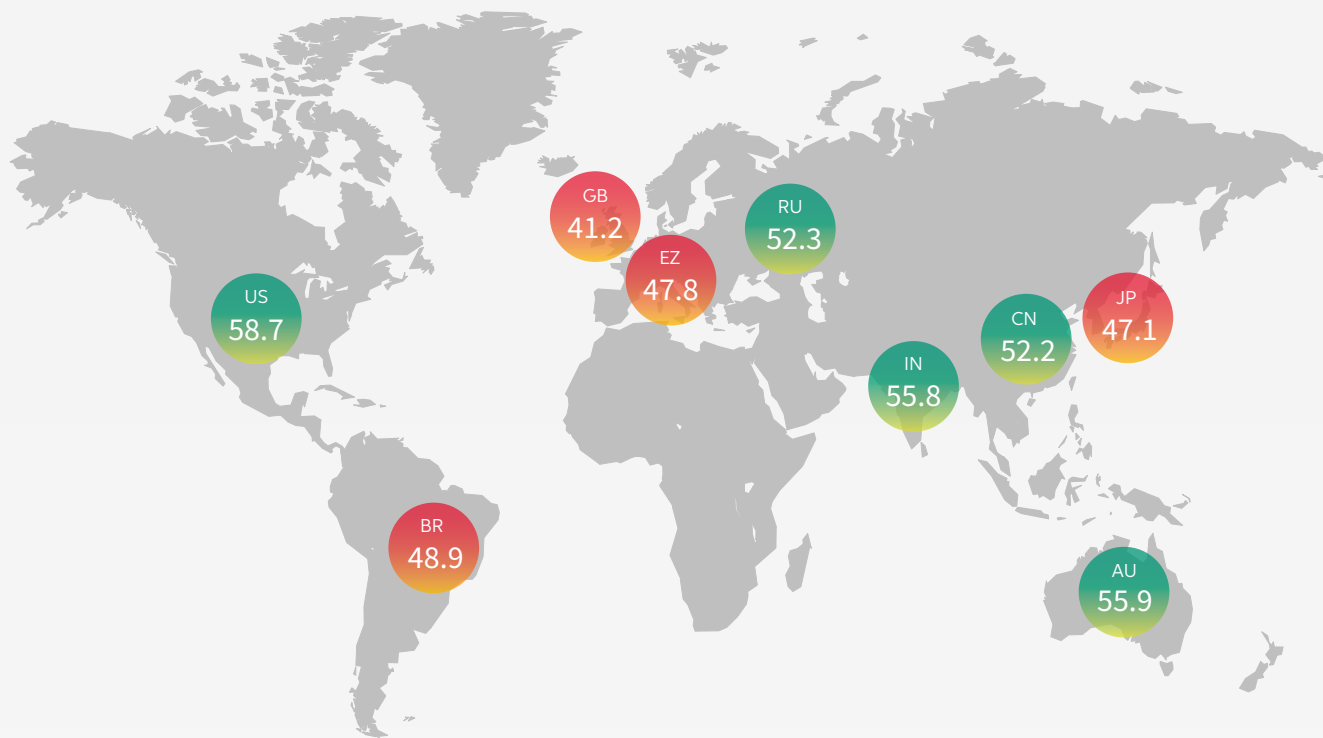 GB
41.2
RU
52.3
EZ
47.8
US
58.7
JP
47.1
CN
52.2
IN
55.8
BR
48.9
AU
55.9